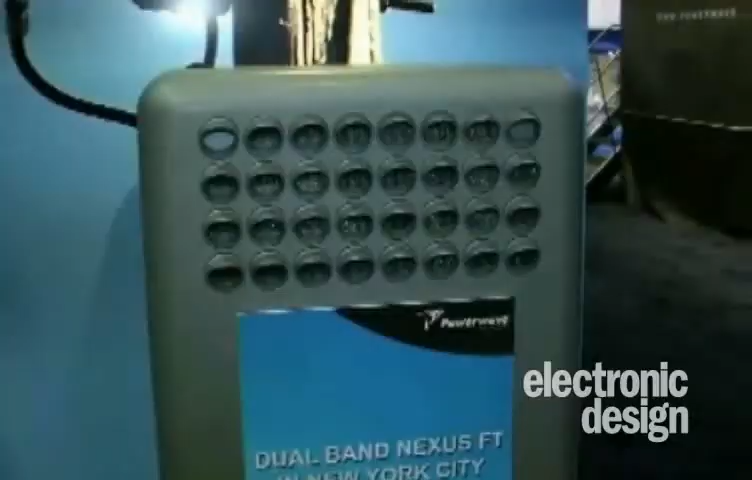 Powerwave
electronic
design
DUAL BAND NEXUS FT
IN NEW YORK CITY